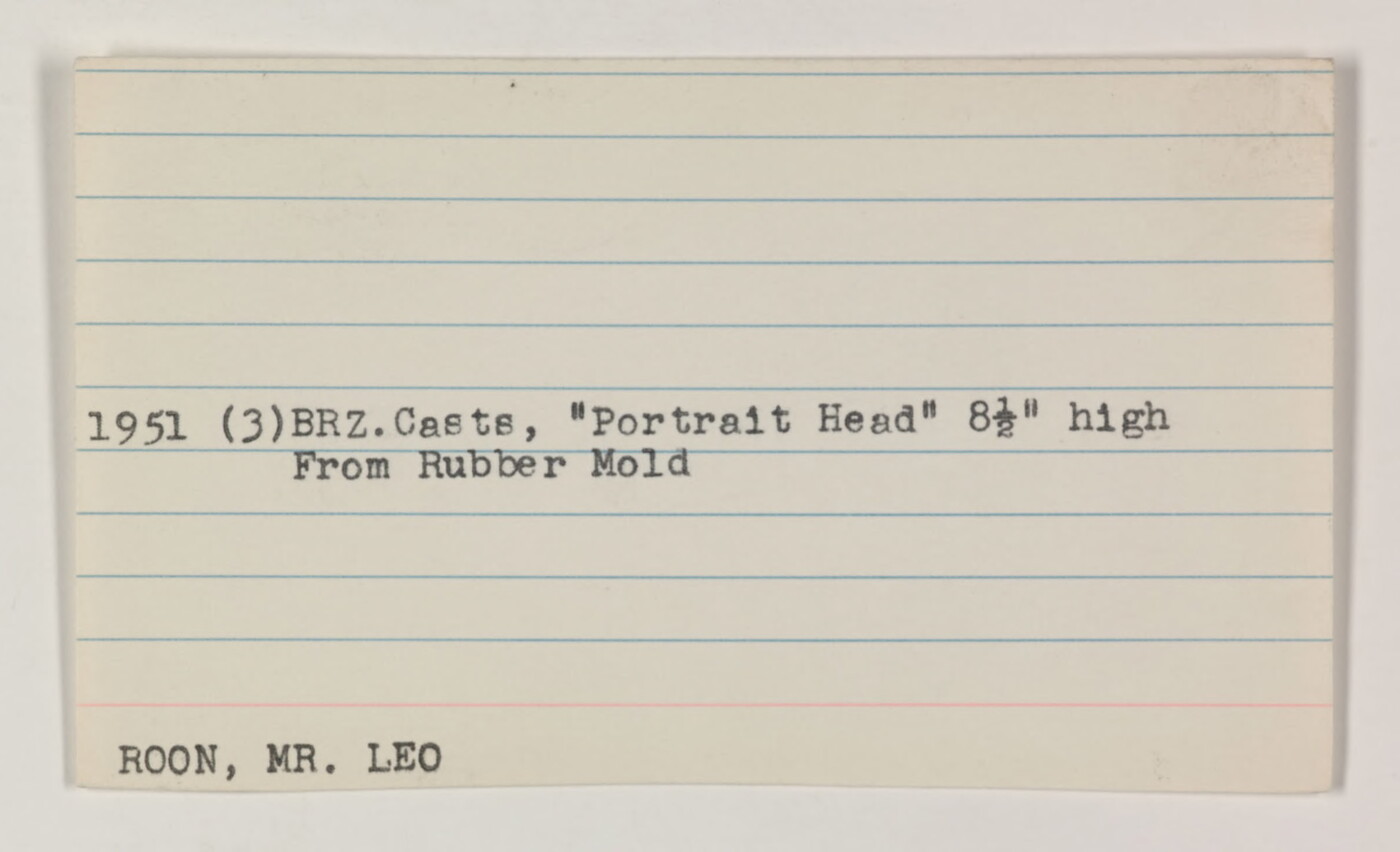 1951 (3)BRZ.Casts, "Portrait Head" 8½" high
From Rubber Mold
ROON, MR. LEO